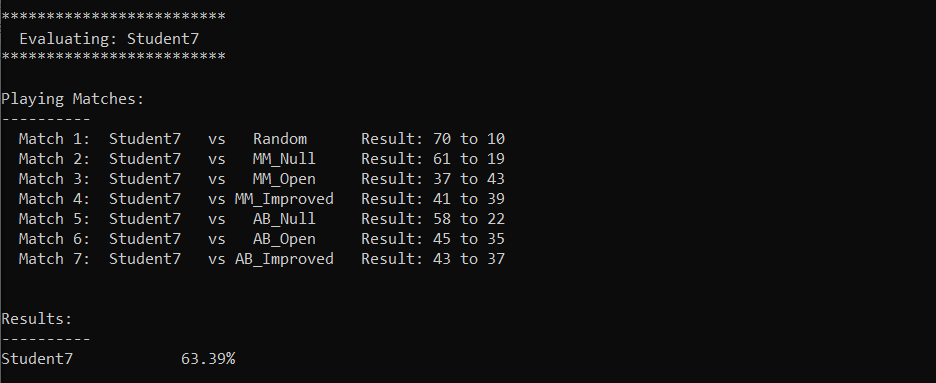 *************************
  Evaluating: Student7
*************************
Playing Matches:
----------
  Match 1:  Student7   vs   Random      Result: 70 to 10
  Match 2:  Student7   vs   MM_Null     Result: 61 to 19
  Match 3:  Student7   vs   MM_Open     Result: 37 to 43
  Match 4:  Student7   vs MM_Improved   Result: 41 to 39
  Match 5:  Student7   vs   AB_Null     Result: 58 to 22
  Match 6:  Student7   vs   AB_Open     Result: 45 to 35
  Match 7:  Student7   vs AB_Improved   Result: 43 to 37
Results:
----------
Student7            63.39%